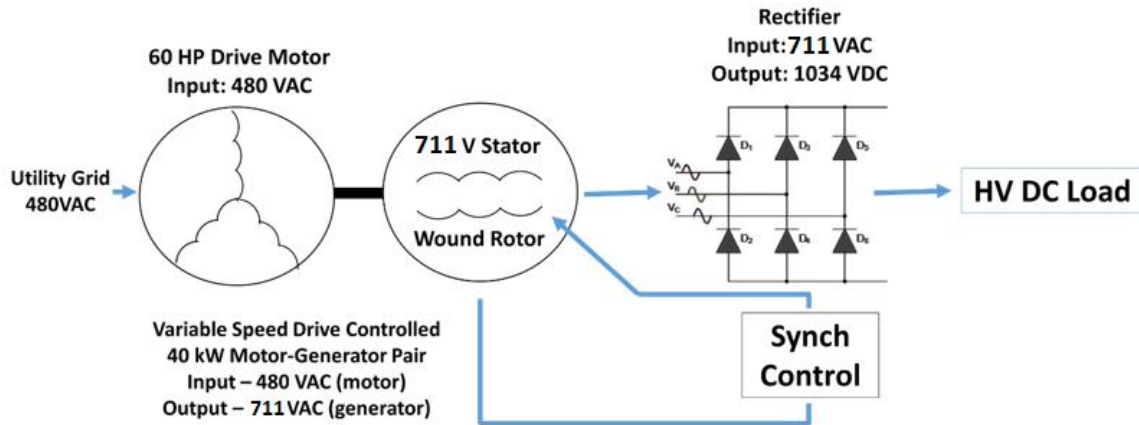 60 HP Drive Motor
Input: 480 VAC
Utility Grid
480VAC
711 V Stator
Wound Rotor
Variable Speed Drive Controlled
40 kW Motor-Generator Pair
Input – 480 VAC (motor)
Output – 711 VAC (generator)
Rectifier
Input:711 VAC
Output: 1034 VDC
D1
D3
D5
VA
VB
VC
D2
D4
D6
HV DC Load
Synch
Control